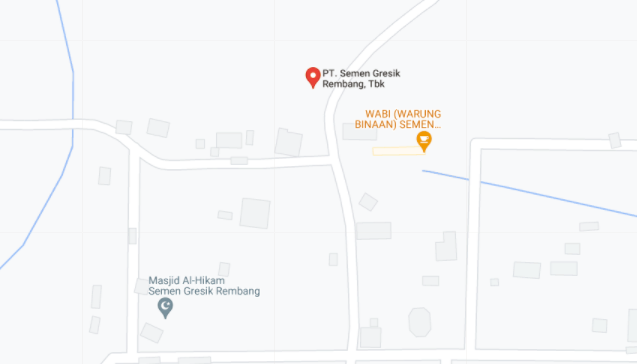 PT. Semen Gresik
Rembang, Tbk
WABI (WARUNG
BINAAN) SEMEN...
Masjid Al-Hikam
Semen Gresik Rembang